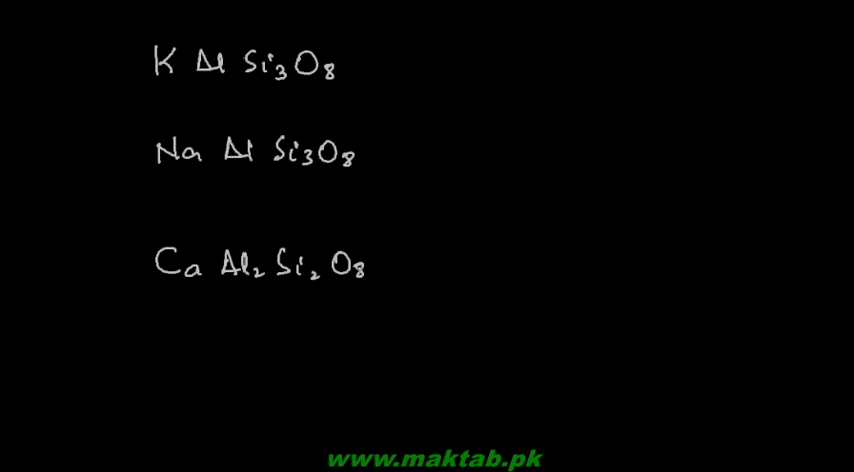 K Al Si₃O₈
Na Al Si₃O₈
Ca Al₂ Si₂ O₈
www.maktab.pk